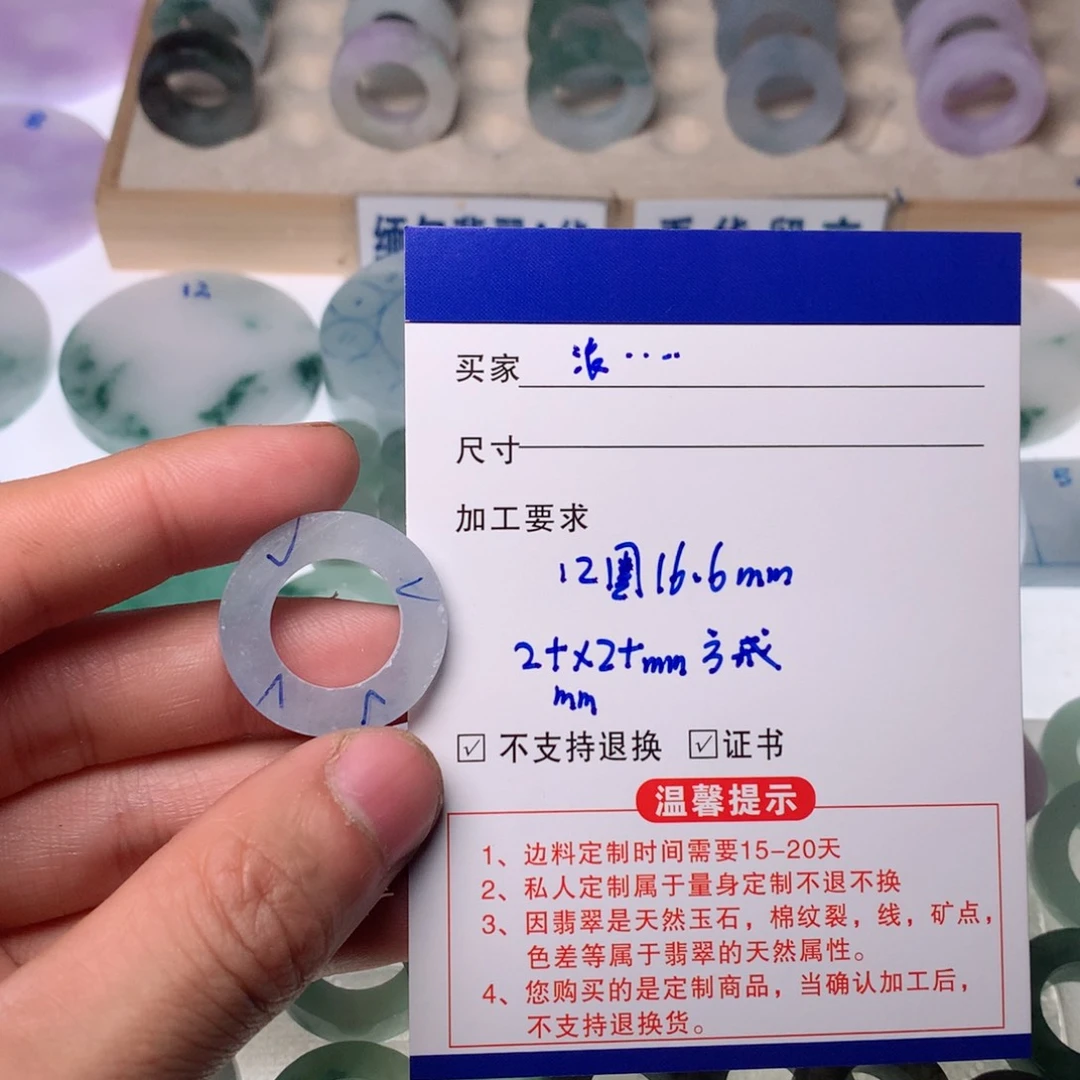 12
5
买家 浪・・・・
尺寸
加工要求
12圈 16.6mm
2+×2+mm 方戒
mm
☑ 不支持退换 ☑证书
温馨提示
1、边料定制时间需要15-20天
2、私人定制属于量身定制不退不换
3、因翡翠是天然玉石，棉纹裂，线，矿点，
色差等属于翡翠的天然属性。
4、您购买的是定制商品，当确认加工后，
不支持退换货。